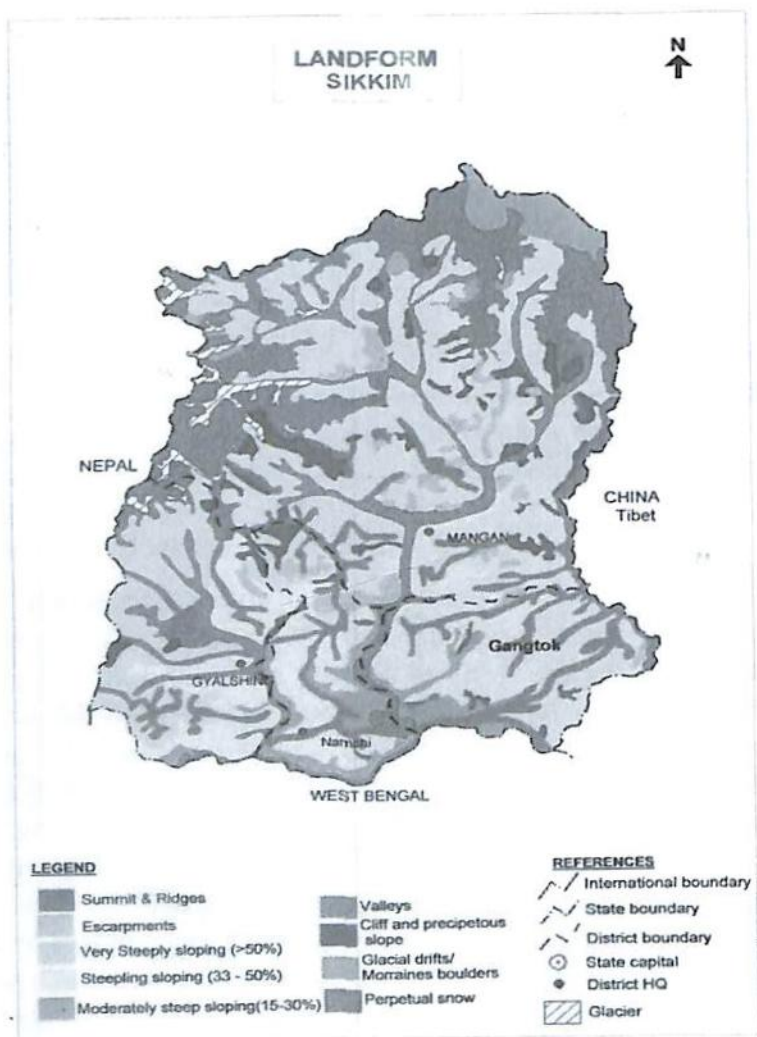 LANDFORM
SIKKIM
N
NEPAL
CHINA
Tibet
MANGAN
Gangtok
GYALSHING
Namchi
WEST BENGAL
LEGEND
Summit & Ridges
Escarpments
Very Steeply sloping (>50%)
Steepling sloping (33 - 50%)
Moderately steep sloping(15-30%)
Valleys
Cliff and precipetous
slope
Glacial drifts/
Morraines boulders
Perpetual snow
REFERENCES
International boundary
State boundary
District boundary
State capital
District HQ
Glacier